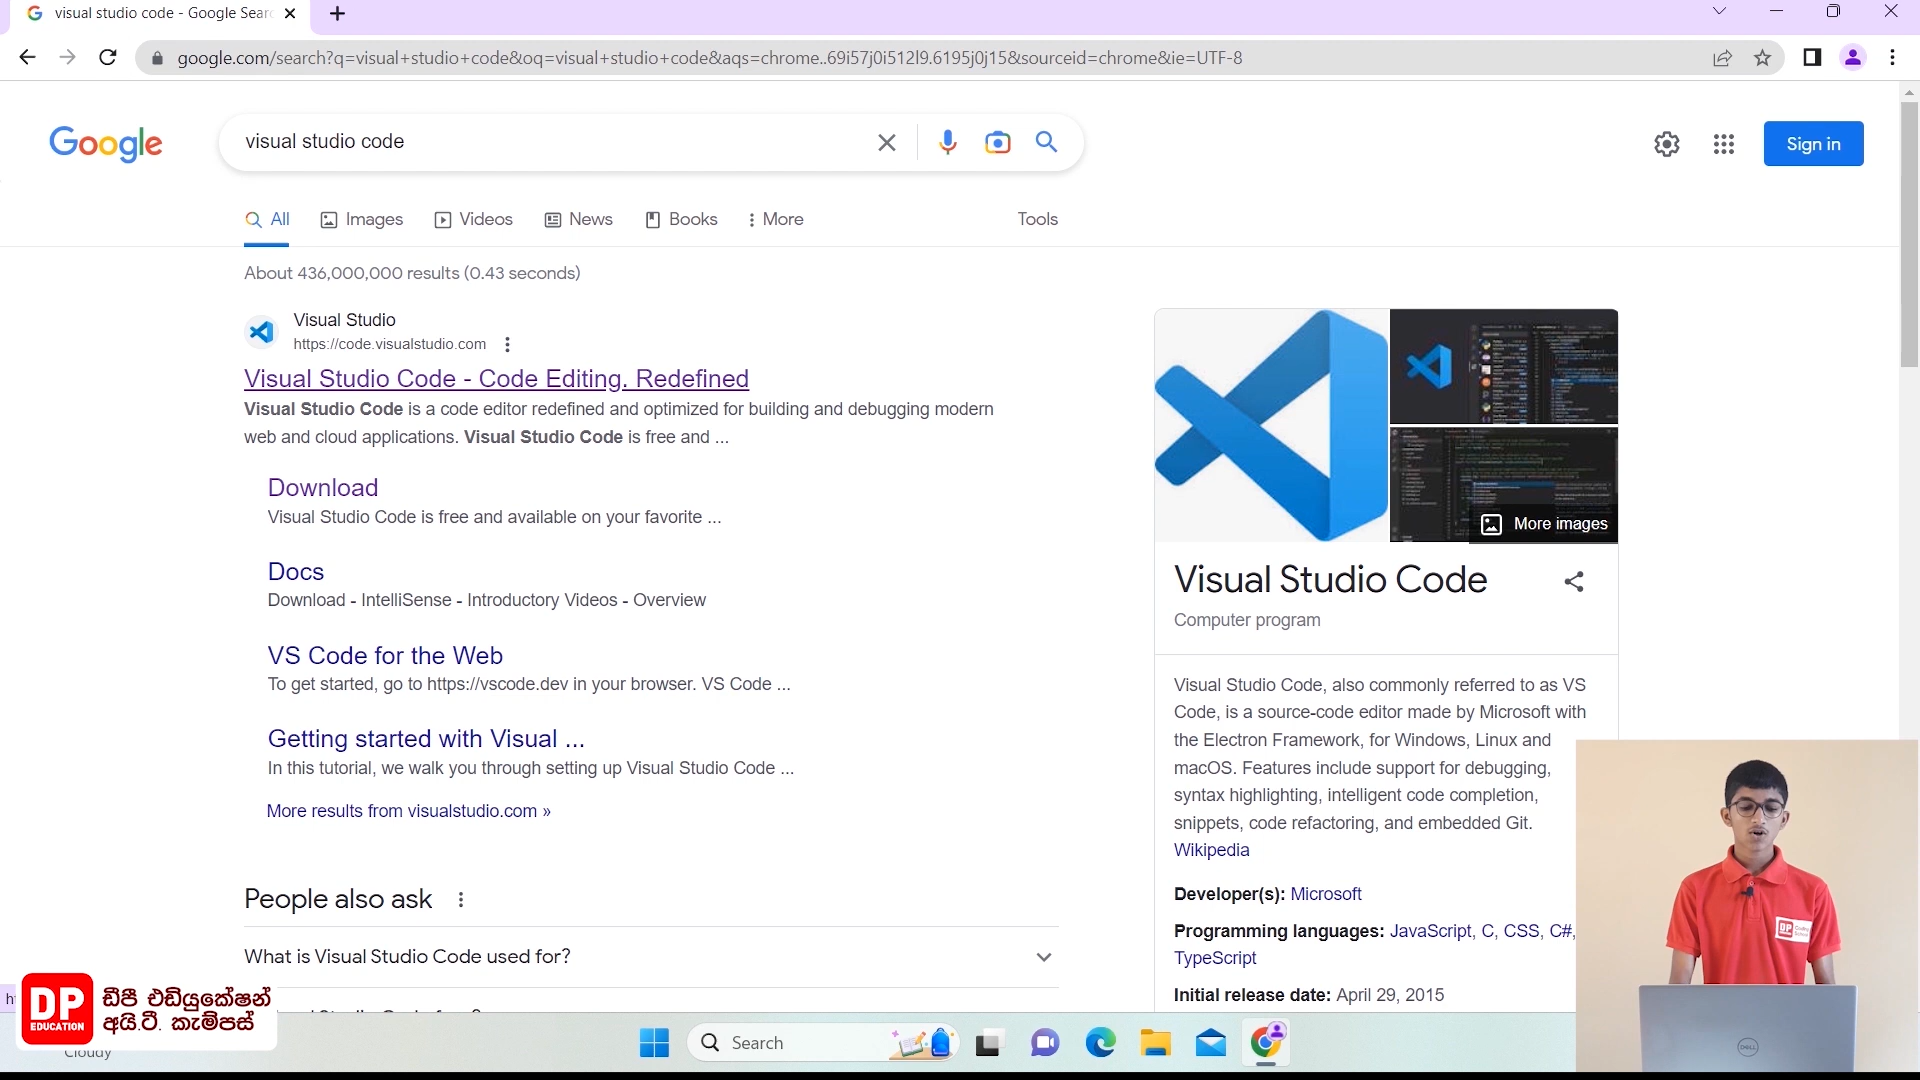 visual studio code - Google Sear
google.com/search?q=visual+studio+code&oq=visual+studio+code&aqs=chrome..69i57j0i512l9.6195j0j15&sourceid=chrome&ie=UTF-8
Google
visual studio code
Sign in
All
Images
Videos
News
Books
More
Tools
About 436,000,000 results (0.43 seconds)
Visual Studio
https://code.visualstudio.com
Visual Studio Code - Code Editing. Redefined
Visual Studio Code is a code editor redefined and optimized for building and debugging modern
web and cloud applications. Visual Studio Code is free and ...
Download
Visual Studio Code is free and available on your favorite ...
Docs
Download - IntelliSense - Introductory Videos - Overview
VS Code for the Web
To get started, go to https://vscode.dev in your browser. VS Code ...
Getting started with Visual ...
In this tutorial, we walk you through setting up Visual Studio Code ...
More results from visualstudio.com »
People also ask
What is Visual Studio Code used for?
More images
Visual Studio Code
Computer program
Visual Studio Code, also commonly referred to as VS
Code, is a source-code editor made by Microsoft with
the Electron Framework, for Windows, Linux and
macOS. Features include support for debugging,
syntax highlighting, intelligent code completion,
snippets, code refactoring, and embedded Git.
Wikipedia
Developer(s): Microsoft
Programming languages: JavaScript, C, CSS, C#,
TypeScript
Initial release date: April 29, 2015
DP
EDUCATION
ඩීපී එඩියුකේෂන්
අයි.ටී. කැම්පස්
Cloudy
Search
DP
DELL